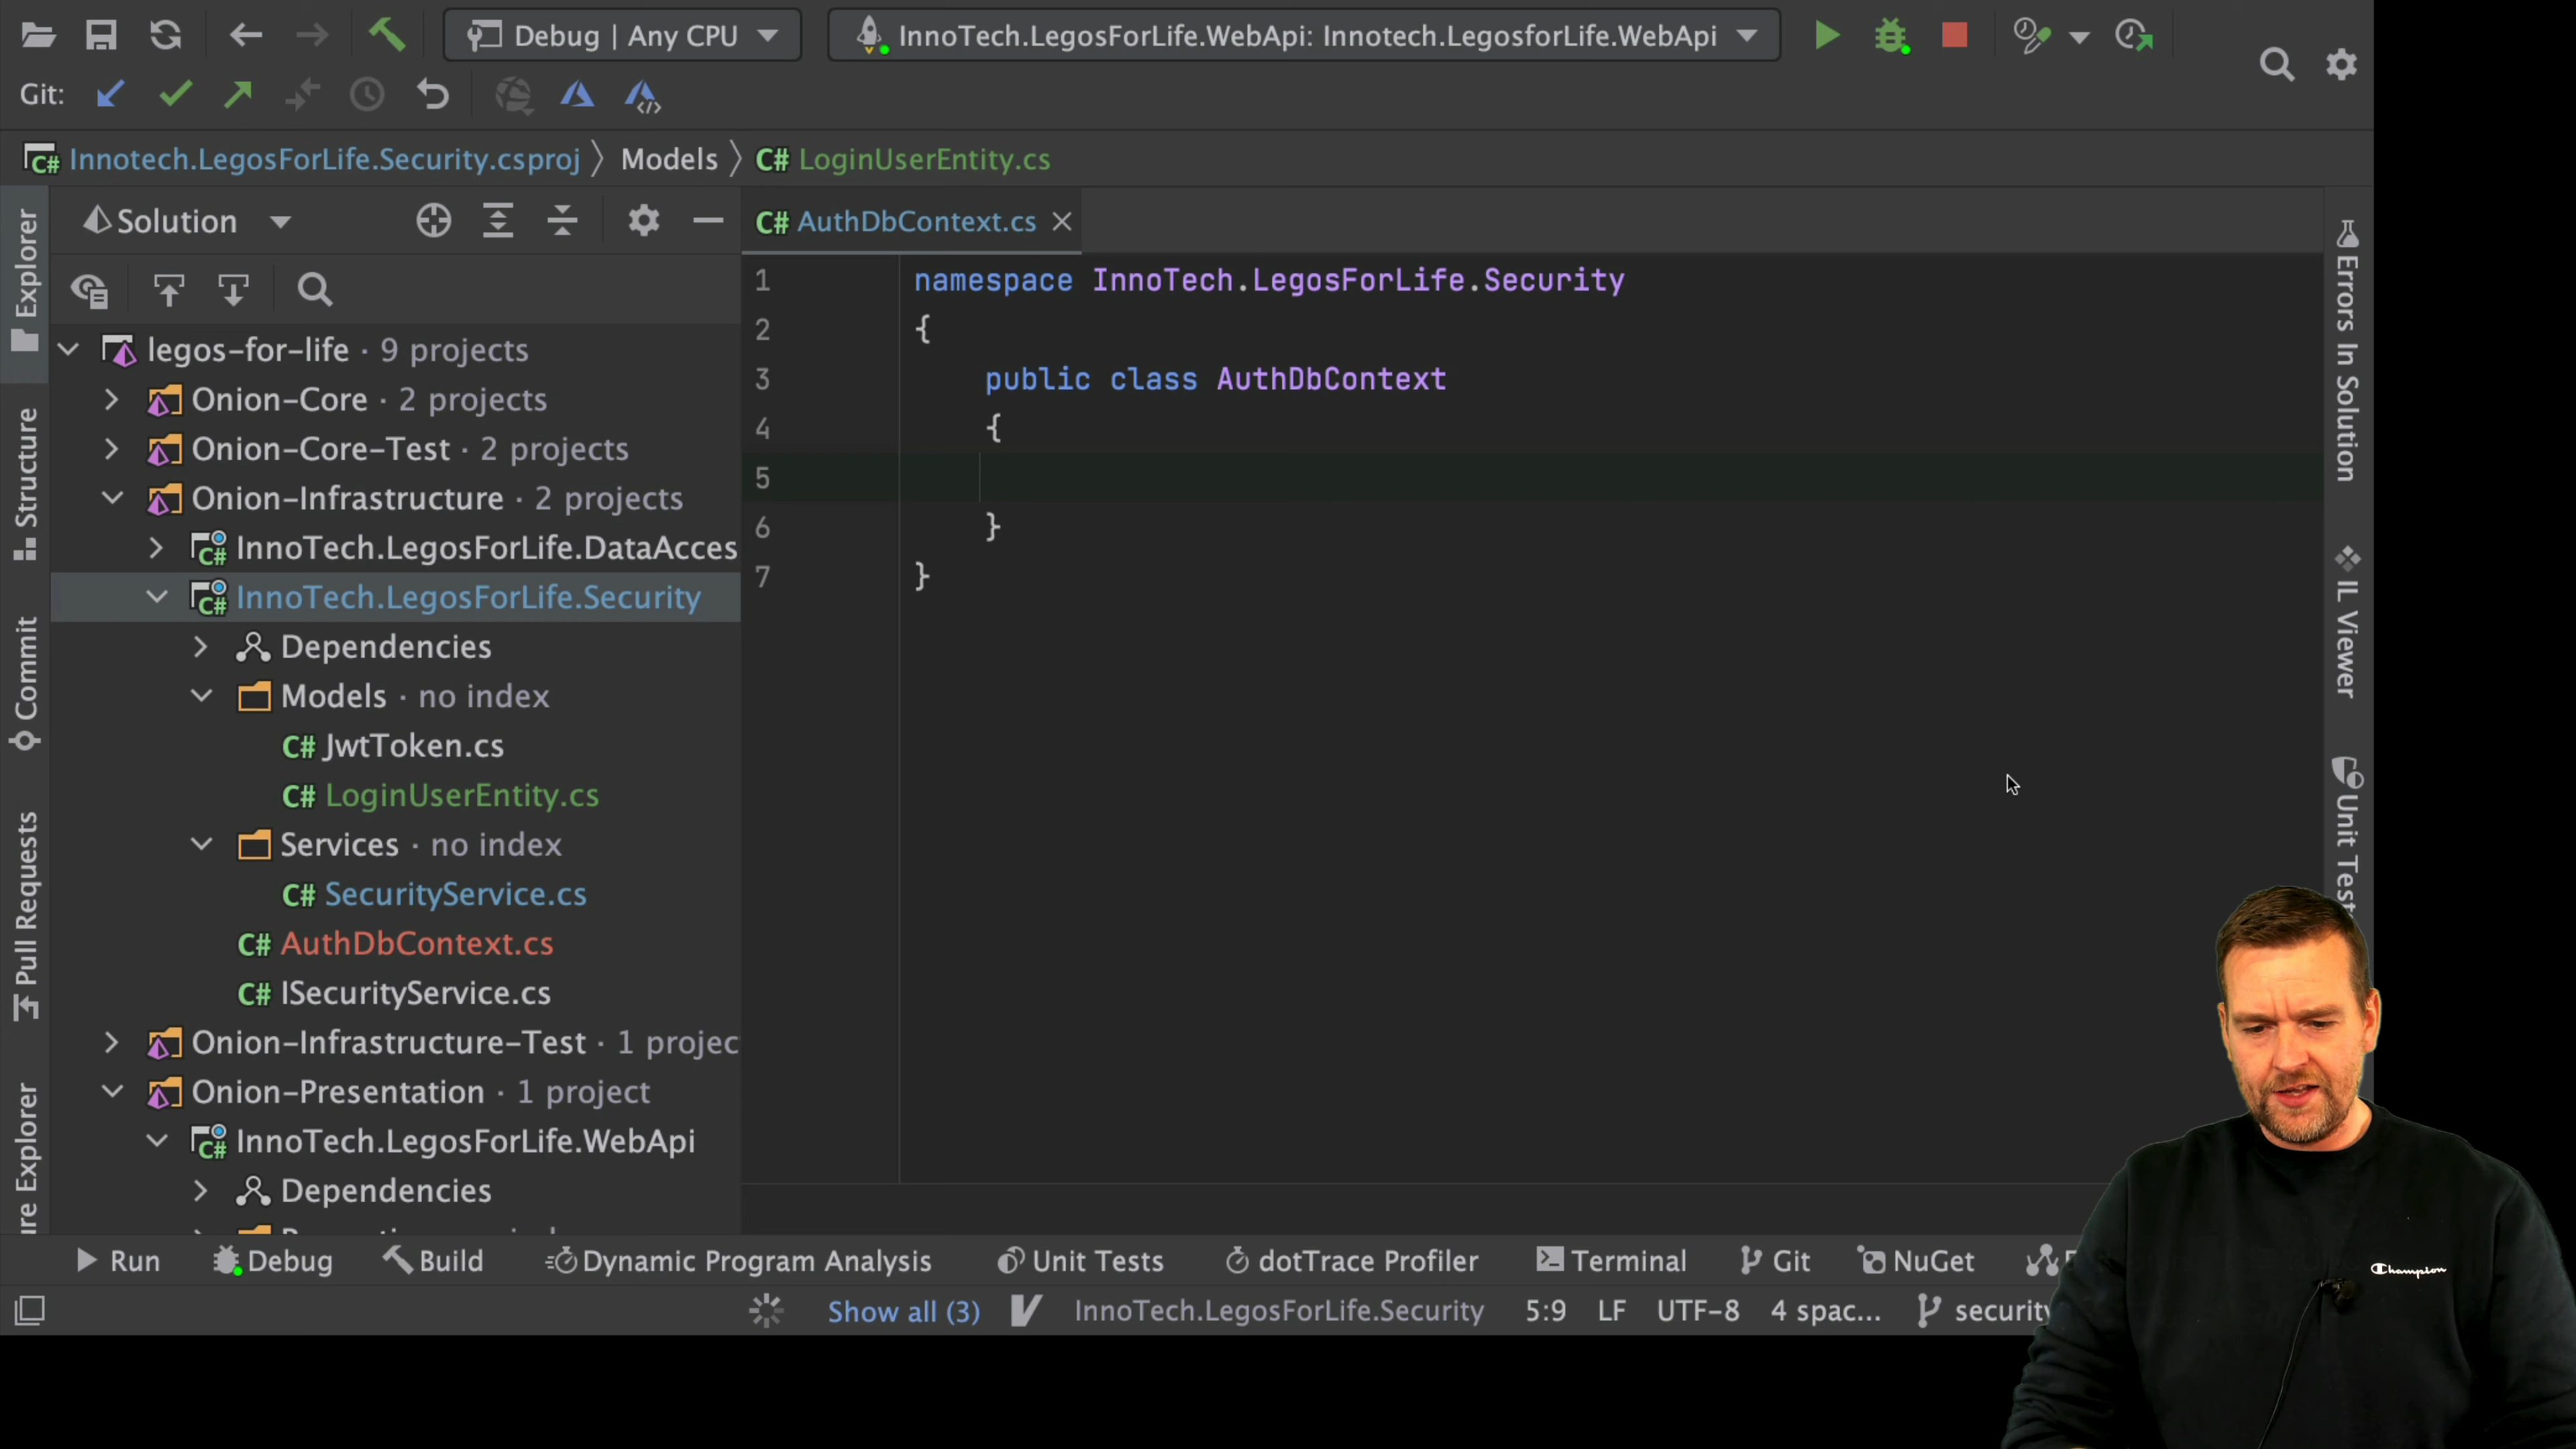 Debug | Any CPU
InnoTech.LegosForLife.WebApi: Innotech.LegosforLife.WebApi
Git:
Innotech.LegosForLife.Security.csproj
Models
C# LoginUserEntity.cs
Explorer
Structure
Commit
Pull Requests
Solution
legos-for-life · 9 projects
Onion-Core · 2 projects
Onion-Core-Test · 2 projects
Onion-Infrastructure · 2 projects
C# InnoTech.LegosForLife.DataAcces
C# InnoTech.LegosForLife.Security
Dependencies
Models · no index
C# JwtToken.cs
C# LoginUserEntity.cs
Services · no index
C# SecurityService.cs
C# AuthDbContext.cs
C# ISecurityService.cs
Onion-Infrastructure-Test · 1 projec
Onion-Presentation · 1 project
C# InnoTech.LegosForLife.WebApi
Dependencies
C# AuthDbContext.cs
1 namespace InnoTech.LegosForLife.Security
2 {
3 public class AuthDbContext
4 {
5
6 }
7 }
Errors In Solution
IL Viewer
Unit Test
Champion
Run
Debug
Build
Dynamic Program Analysis
Unit Tests
dotTrace Profiler
Terminal
Git
NuGet
Show all (3)
InnoTech.LegosForLife.Security
5:9
LF
UTF-8
4 spac...
security